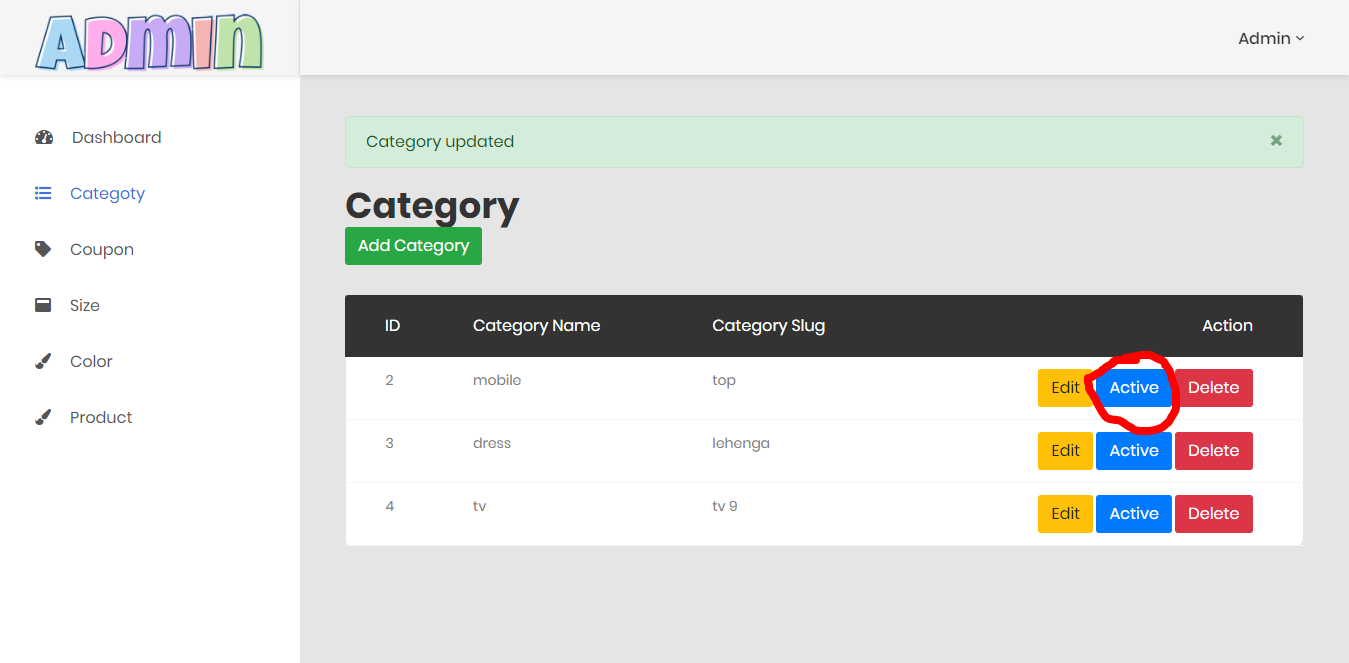 ADMIN
Admin
Dashboard
Categoty
Coupon
Size
Color
Product
Category updated ×
Category
Add Category
ID Category Name Category Slug Action
2 mobile top Edit Active Delete
3 dress lehenga Edit Active Delete
4 tv tv 9 Edit Active Delete